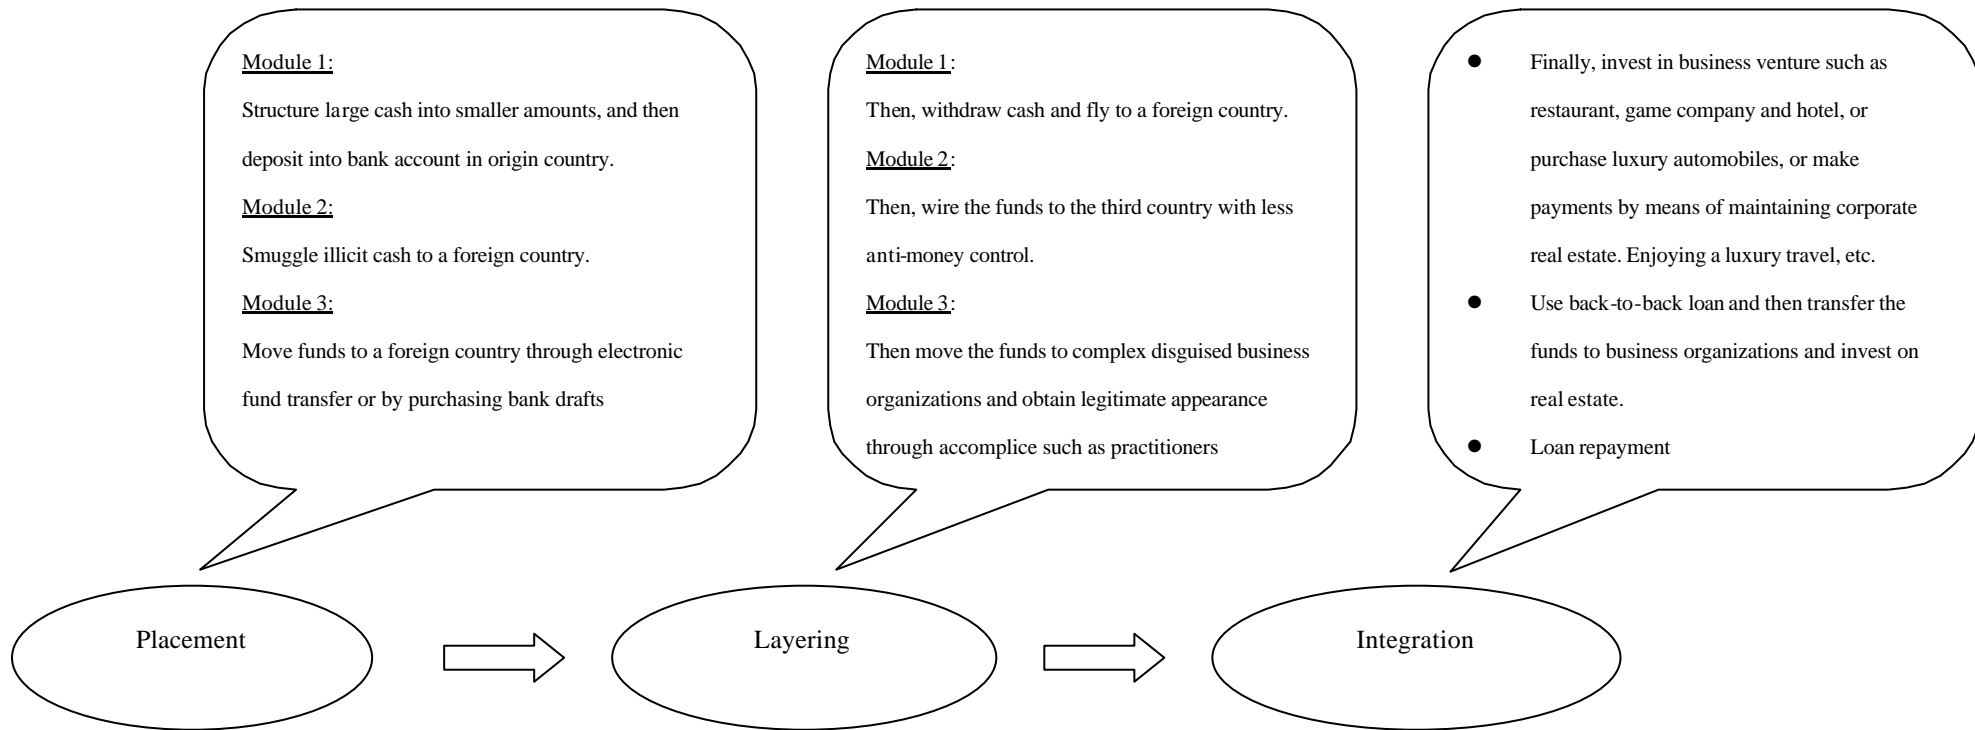 Module 1:
Structure large cash into smaller amounts, and then
deposit into bank account in origin country.
Module 2:
Smuggle illicit cash to a foreign country.
Module 3:
Move funds to a foreign country through electronic
fund transfer or by purchasing bank drafts
Module 1:
Then, withdraw cash and fly to a foreign country.
Module 2:
Then, wire the funds to the third country with less
anti-money control.
Module 3:
Then move the funds to complex disguised business
organizations and obtain legitimate appearance
through accomplice such as practitioners
● Finally, invest in business venture such as
restaurant, game company and hotel, or
purchase luxury automobiles, or make
payments by means of maintaining corporate
real estate. Enjoying a luxury travel, etc.
● Use back-to-back loan and then transfer the
funds to business organizations and invest on
real estate.
● Loan repayment
Placement
Layering
Integration